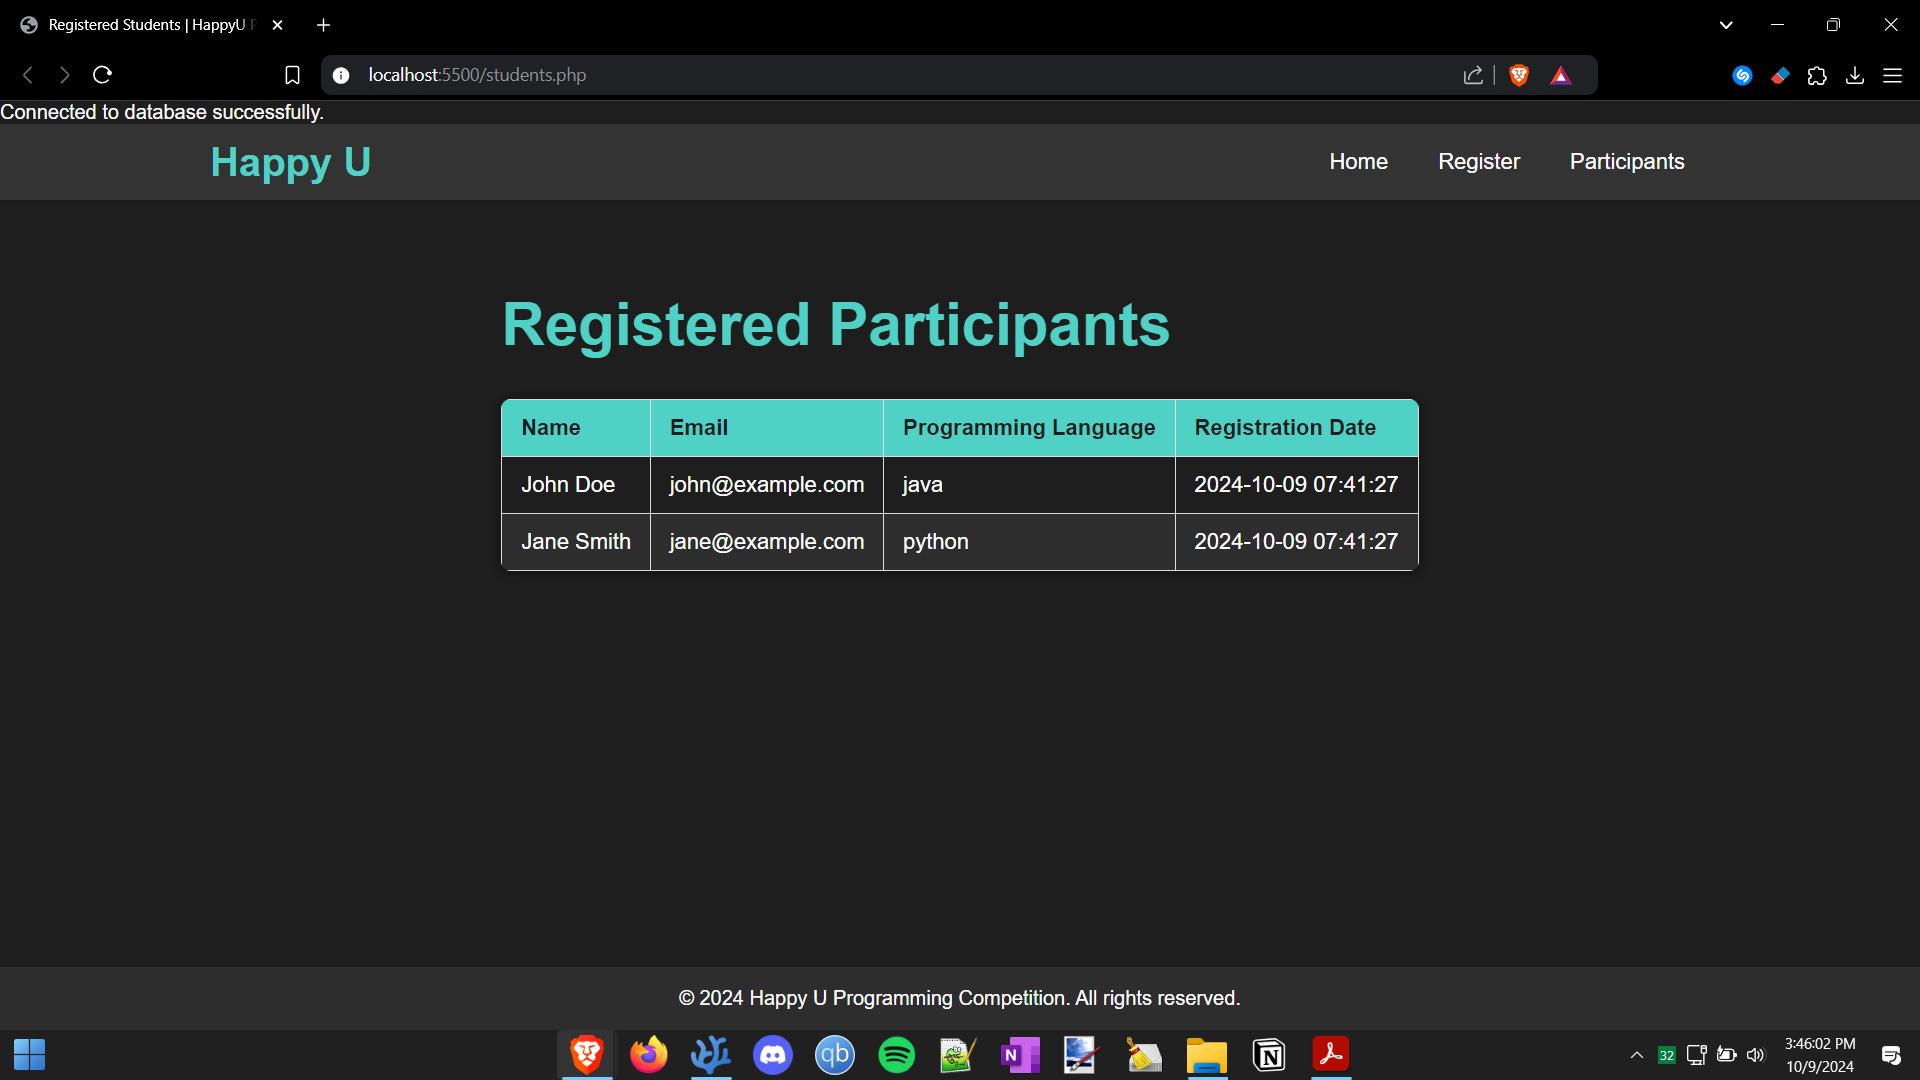 Registered Students | HappyU
localhost:5500/students.php
Connected to database successfully.
Happy U
Home Register Participants
Registered Participants
Name Email Programming Language Registration Date
John Doe john@example.com java 2024-10-09 07:41:27
Jane Smith jane@example.com python 2024-10-09 07:41:27
© 2024 Happy U Programming Competition. All rights reserved.
qb
N
N
32
3:46:02 PM
10/9/2024